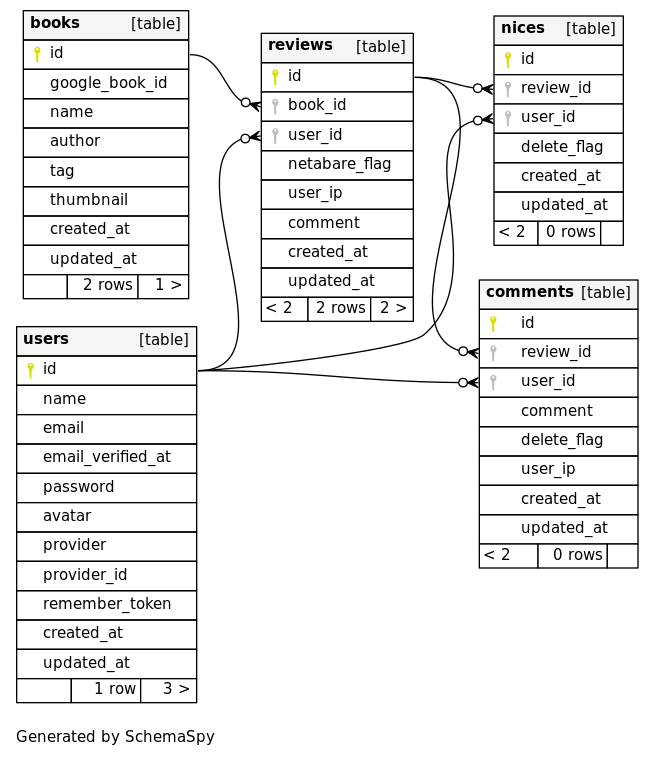 books [table]
id
google_book_id
name
author
tag
thumbnail
created_at
updated_at
2 rows 1 >
reviews [table]
id
book_id
user_id
netabare_flag
user_ip
comment
created_at
updated_at
< 2 2 rows 2 >
nices [table]
id
review_id
user_id
delete_flag
created_at
updated_at
< 2 0 rows
comments [table]
id
review_id
user_id
comment
delete_flag
user_ip
created_at
updated_at
< 2 0 rows
users [table]
id
name
email
email_verified_at
password
avatar
provider
provider_id
remember_token
created_at
updated_at
1 row 3 >
Generated by SchemaSpy